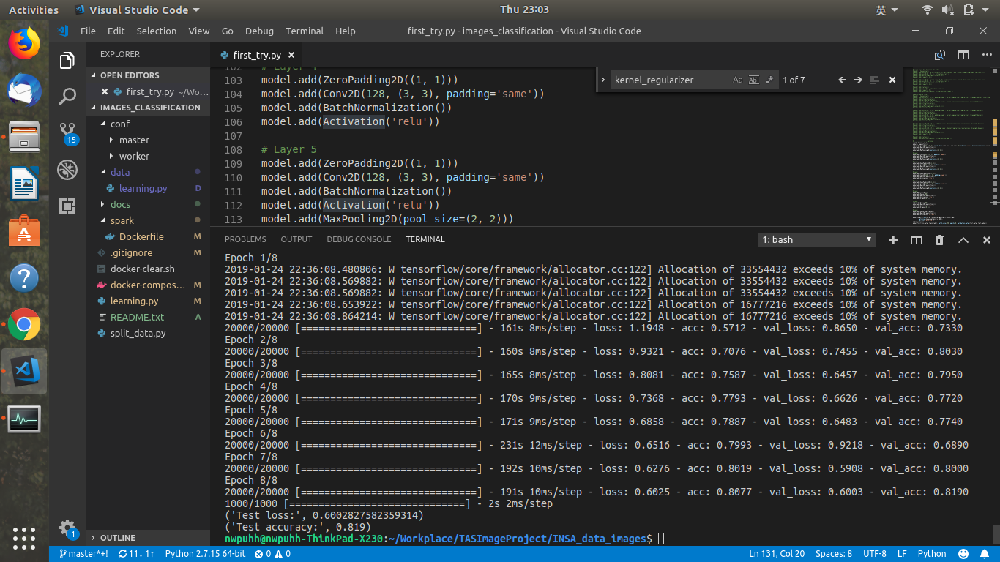 Activities
Visual Studio Code
Thu 23:03
英
File Edit Selection View Go Debug Terminal Help
first_try.py - images_classification - Visual Studio Code
EXPLORER
OPEN EDITORS
first_try.py ~/Wo...
IMAGES_CLASSIFICATION
conf
master
worker
data
learning.py D
docs
spark
Dockerfile M
.gitignore M
docker-clear.sh
docker-compos... M
learning.py M
README.txt A
split_data.py
OUTLINE
15
1
first_try.py
kernel_regularizer
Aa Abl .*
1 of 7
103 model.add(ZeroPadding2D((1, 1)))
104 model.add(Conv2D(128, (3, 3), padding='same'))
105 model.add(BatchNormalization())
106 model.add(Activation('relu'))
107
108 # Layer 5
109 model.add(ZeroPadding2D((1, 1)))
110 model.add(Conv2D(128, (3, 3), padding='same'))
111 model.add(BatchNormalization())
112 model.add(Activation('relu'))
113 model.add(MaxPooling2D(pool_size=(2, 2)))
PROBLEMS OUTPUT DEBUG CONSOLE TERMINAL
1: bash
Epoch 1/8
2019-01-24 22:36:08.480806: W tensorflow/core/framework/allocator.cc:122] Allocation of 33554432 exceeds 10% of system memory.
2019-01-24 22:36:08.569882: W tensorflow/core/framework/allocator.cc:122] Allocation of 33554432 exceeds 10% of system memory.
2019-01-24 22:36:08.569882: W tensorflow/core/framework/allocator.cc:122] Allocation of 33554432 exceeds 10% of system memory.
2019-01-24 22:36:08.653922: W tensorflow/core/framework/allocator.cc:122] Allocation of 16777216 exceeds 10% of system memory.
2019-01-24 22:36:08.864214: W tensorflow/core/framework/allocator.cc:122] Allocation of 16777216 exceeds 10% of system memory.
20000/20000 [==============================] - 161s 8ms/step - loss: 1.1948 - acc: 0.5712 - val_loss: 0.8650 - val_acc: 0.7330
Epoch 2/8
20000/20000 [==============================] - 160s 8ms/step - loss: 0.9321 - acc: 0.7076 - val_loss: 0.7455 - val_acc: 0.8030
Epoch 3/8
20000/20000 [==============================] - 165s 8ms/step - loss: 0.8081 - acc: 0.7587 - val_loss: 0.6457 - val_acc: 0.7950
Epoch 4/8
20000/20000 [==============================] - 170s 9ms/step - loss: 0.7368 - acc: 0.7793 - val_loss: 0.6626 - val_acc: 0.7720
Epoch 5/8
20000/20000 [==============================] - 171s 9ms/step - loss: 0.6858 - acc: 0.7887 - val_loss: 0.6483 - val_acc: 0.7740
Epoch 6/8
20000/20000 [==============================] - 231s 12ms/step - loss: 0.6516 - acc: 0.7993 - val_loss: 0.9218 - val_acc: 0.6890
Epoch 7/8
20000/20000 [==============================] - 192s 10ms/step - loss: 0.6276 - acc: 0.8019 - val_loss: 0.5908 - val_acc: 0.8000
Epoch 8/8
20000/20000 [==============================] - 191s 10ms/step - loss: 0.6025 - acc: 0.8077 - val_loss: 0.6003 - val_acc: 0.8190
1000/1000 [==============================] - 2s 2ms/step
('Test loss:', 0.6002827582359314)
('Test accuracy:', 0.819)
nwpuhh@nwpuhh-ThinkPad-X230:~/Workplace/TASImageProject/INSA_data_images$
master*+! 11↓ 1↑ Python 2.7.15 64-bit 0 0
Ln 131, Col 20 Spaces: 8 UTF-8 LF Python